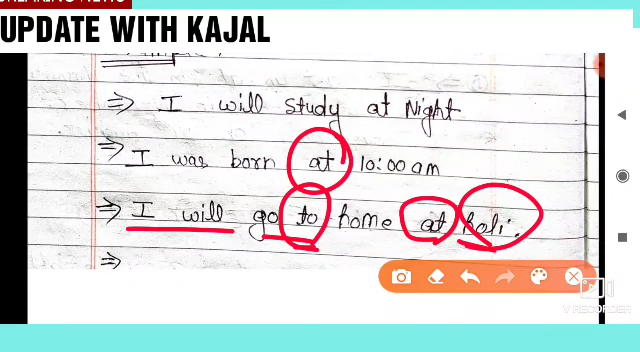 UPDATE WITH KAJAL
⇒ I will study at Night
⇒ I was born at 10:00 am
⇒ I will go to home at holi.
⇒
V RECORDER